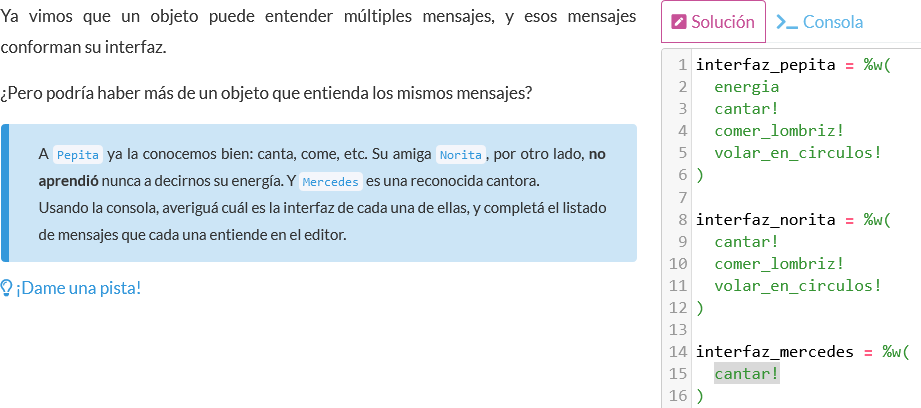 Ya vimos que un objeto puede entender múltiples mensajes, y esos mensajes
conforman su interfaz.
¿Pero podría haber más de un objeto que entienda los mismos mensajes?
A Pepita ya la conocemos bien: canta, come, etc. Su amiga Norita, por otro lado, no
aprendió nunca a decirnos su energía. Y Mercedes es una reconocida cantora.
Usando la consola, averiguá cuál es la interfaz de cada una de ellas, y completá el listado
de mensajes que cada una entiende en el editor.
¡Dame una pista!
Solución >_ Consola
1 interfaz_pepita = %w(
2 energia
3 cantar!
4 comer_lombriz!
5 volar_en_circulos!
6 )
7
8 interfaz_norita = %w(
9 cantar!
10 comer_lombriz!
11 volar_en_circulos!
12 )
13
14 interfaz_mercedes = %w(
15 cantar!
16 )